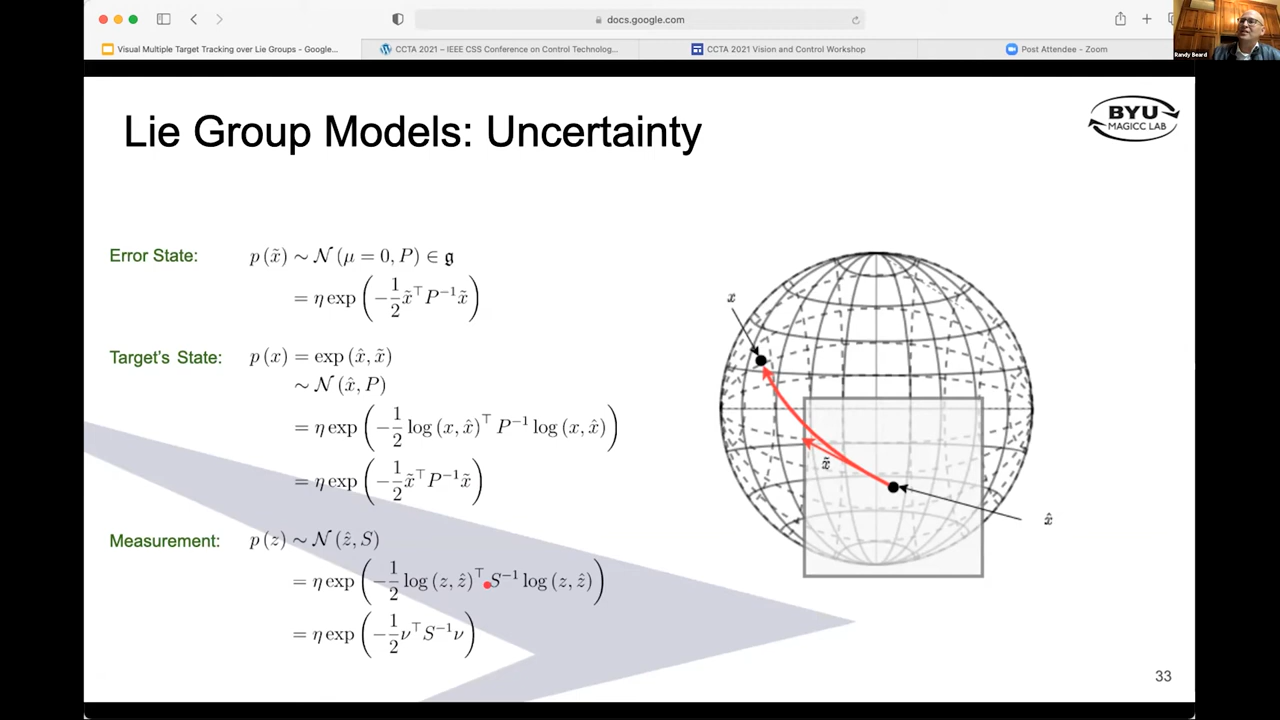 docs.google.com
Visual Multiple Target Tracking over Lie Groups - Google...
CCTA 2021 – IEEE CSS Conference on Control Technolog...
CCTA 2021 Vision and Control Workshop
Post Attendee - Zoom
Randy Beard
Lie Group Models: Uncertainty
BYU
MAGICC LAB
Error State: p (x̃) ∼ 𝒩 (μ = 0, P) ∈ 𝔤
= η exp (−1/2 x̃⊤ P−1 x̃)
Target's State: p (x) = exp (x̂, x̃)
∼ 𝒩 (x̂, P)
= η exp (−1/2 log (x, x̂)⊤ P−1 log (x, x̂))
= η exp (−1/2 x̃⊤ P−1 x̃)
Measurement: p (z) ∼ 𝒩 (ẑ, S)
= η exp (−1/2 log (z, ẑ)⊤ S−1 log (z, ẑ))
= η exp (−1/2 ν⊤ S−1 ν)
x
x̃
x̂
33